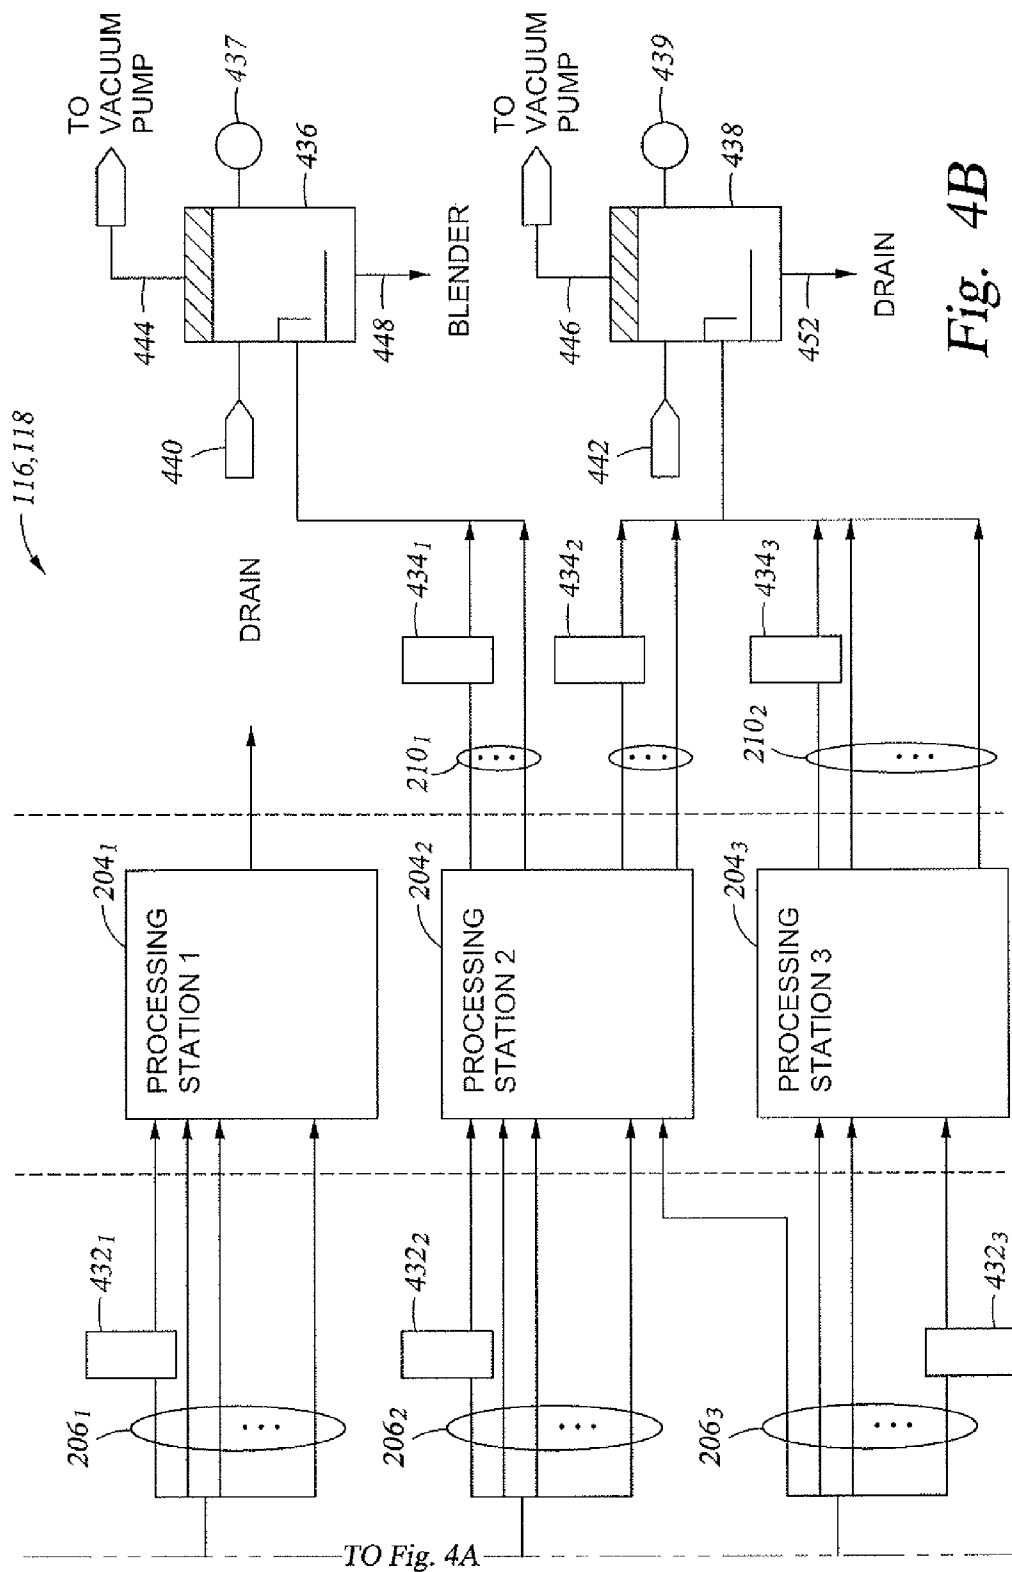 116,118
TO
VACUUM
PUMP
437
444
436
440
448
BLENDER
TO
VACUUM
PUMP
439
446
438
442
452
DRAIN
DRAIN
434₁
434₂
434₃
210₁
210₂
204₁
PROCESSING
STATION 1
204₂
PROCESSING
STATION 2
204₃
PROCESSING
STATION 3
432₁
432₂
432₃
206₁
206₂
206₃
TO Fig. 4A
Fig. 4B